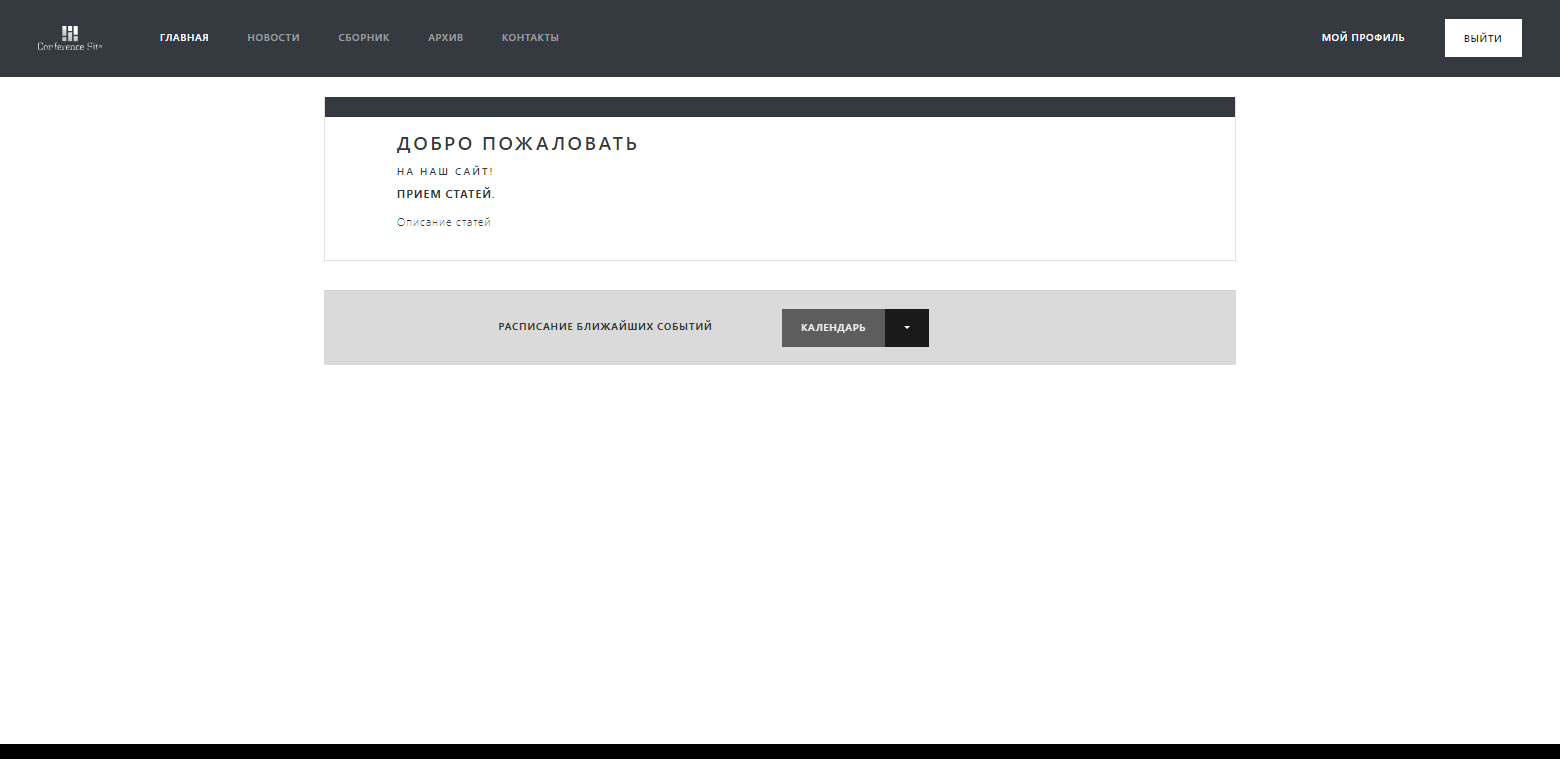 Conference Site
ГЛАВНАЯ НОВОСТИ СБОРНИК АРХИВ КОНТАКТЫ МОЙ ПРОФИЛЬ ВЫЙТИ
ДОБРО ПОЖАЛОВАТЬ
НА НАШ САЙТ!
ПРИЕМ СТАТЕЙ.
Описание статей
РАСПИСАНИЕ БЛИЖАЙШИХ СОБЫТИЙ КАЛЕНДАРЬ